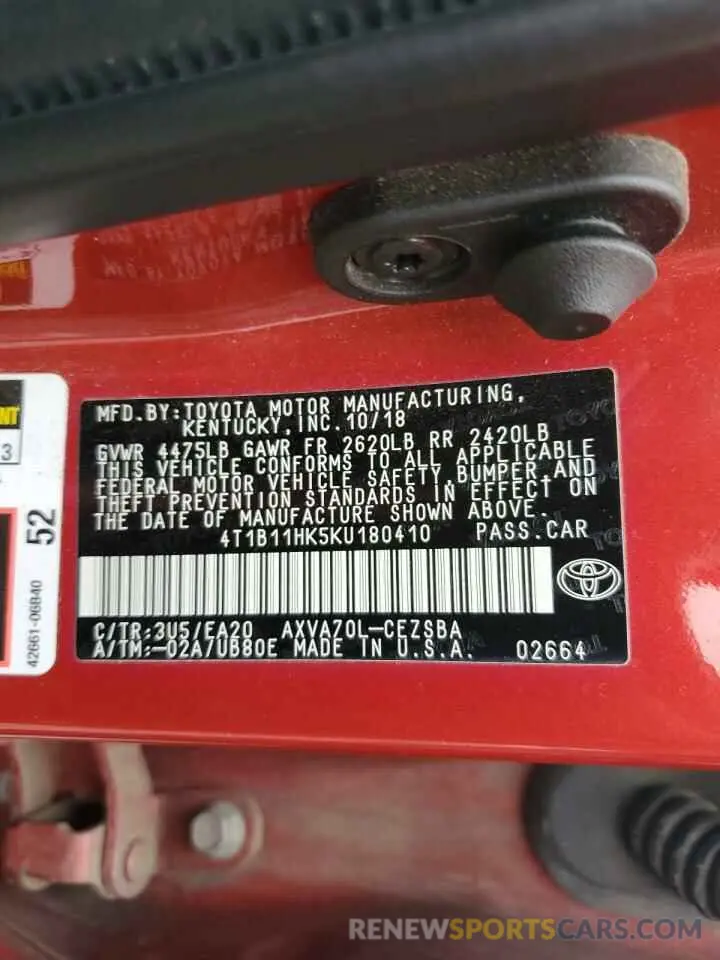 MFD. BY: TOYOTA MOTOR MANUFACTURING,
KENTUCKY, INC. 10/18
GVWR 4475LB GAWR FR 2620LB RR 2420LB
THIS VEHICLE CONFORMS TO ALL APPLICABLE
FEDERAL MOTOR VEHICLE SAFETY, BUMPER AND
THEFT PREVENTION STANDARDS IN EFFECT ON
THE DATE OF MANUFACTURE SHOWN ABOVE.
4T1B11HK5KU180410 PASS.CAR
C/TR: 3U5/EA20 AXVA70L-CEZSBA
A/TM: -02A/UB80E MADE IN U.S.A. 02664
52
42661-06B40
3
RENEWSPORTSCARS.COM